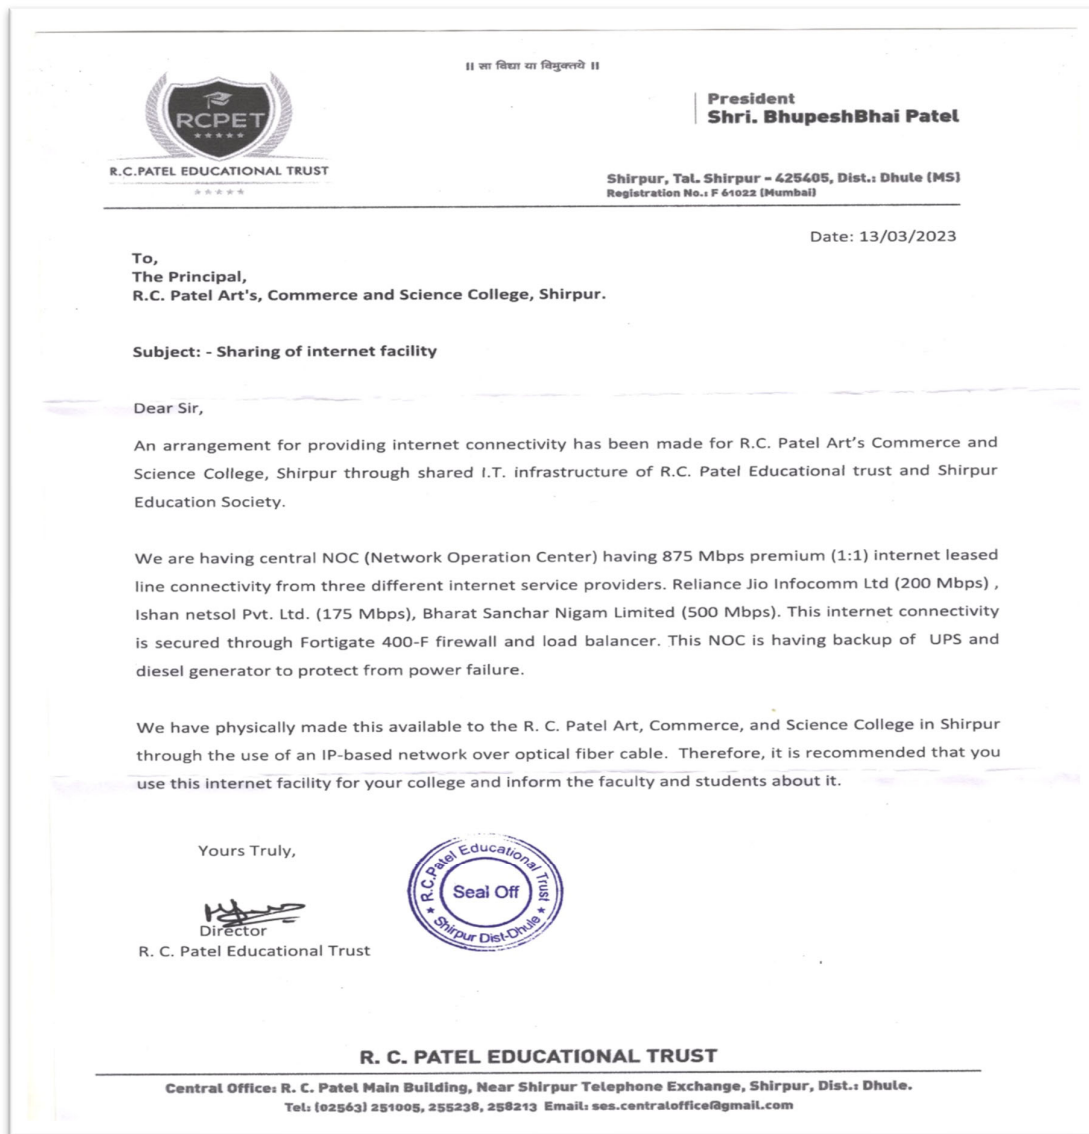 ॥ सा विद्या या विमुक्तये ॥
RCPET
R.C.PATEL EDUCATIONAL TRUST
President
Shri. BhupeshBhai Patel
Shirpur, Tal. Shirpur - 425405, Dist.: Dhule (MS)
Registration No.: F 61022 (Mumbai)
Date: 13/03/2023
To,
The Principal,
R.C. Patel Art's, Commerce and Science College, Shirpur.
Subject: - Sharing of internet facility
Dear Sir,
An arrangement for providing internet connectivity has been made for R.C. Patel Art's Commerce and
Science College, Shirpur through shared I.T. infrastructure of R.C. Patel Educational trust and Shirpur
Education Society.
We are having central NOC (Network Operation Center) having 875 Mbps premium (1:1) internet leased
line connectivity from three different internet service providers. Reliance Jio Infocomm Ltd (200 Mbps) ,
Ishan netsol Pvt. Ltd. (175 Mbps), Bharat Sanchar Nigam Limited (500 Mbps). This internet connectivity
is secured through Fortigate 400-F firewall and load balancer. This NOC is having backup of UPS and
diesel generator to protect from power failure.
We have physically made this available to the R. C. Patel Art, Commerce, and Science College in Shirpur
through the use of an IP-based network over optical fiber cable. Therefore, it is recommended that you
use this internet facility for your college and inform the faculty and students about it.
Yours Truly,
Director
R. C. Patel Educational Trust
R.C.Patel Educational Trust
Seal Off
Shirpur Dist-Dhule
R. C. PATEL EDUCATIONAL TRUST
Central Office: R. C. Patel Main Building, Near Shirpur Telephone Exchange, Shirpur, Dist.: Dhule.
Tel: (02563) 251005, 255238, 258213 Email: ses.centraloffice@gmail.com